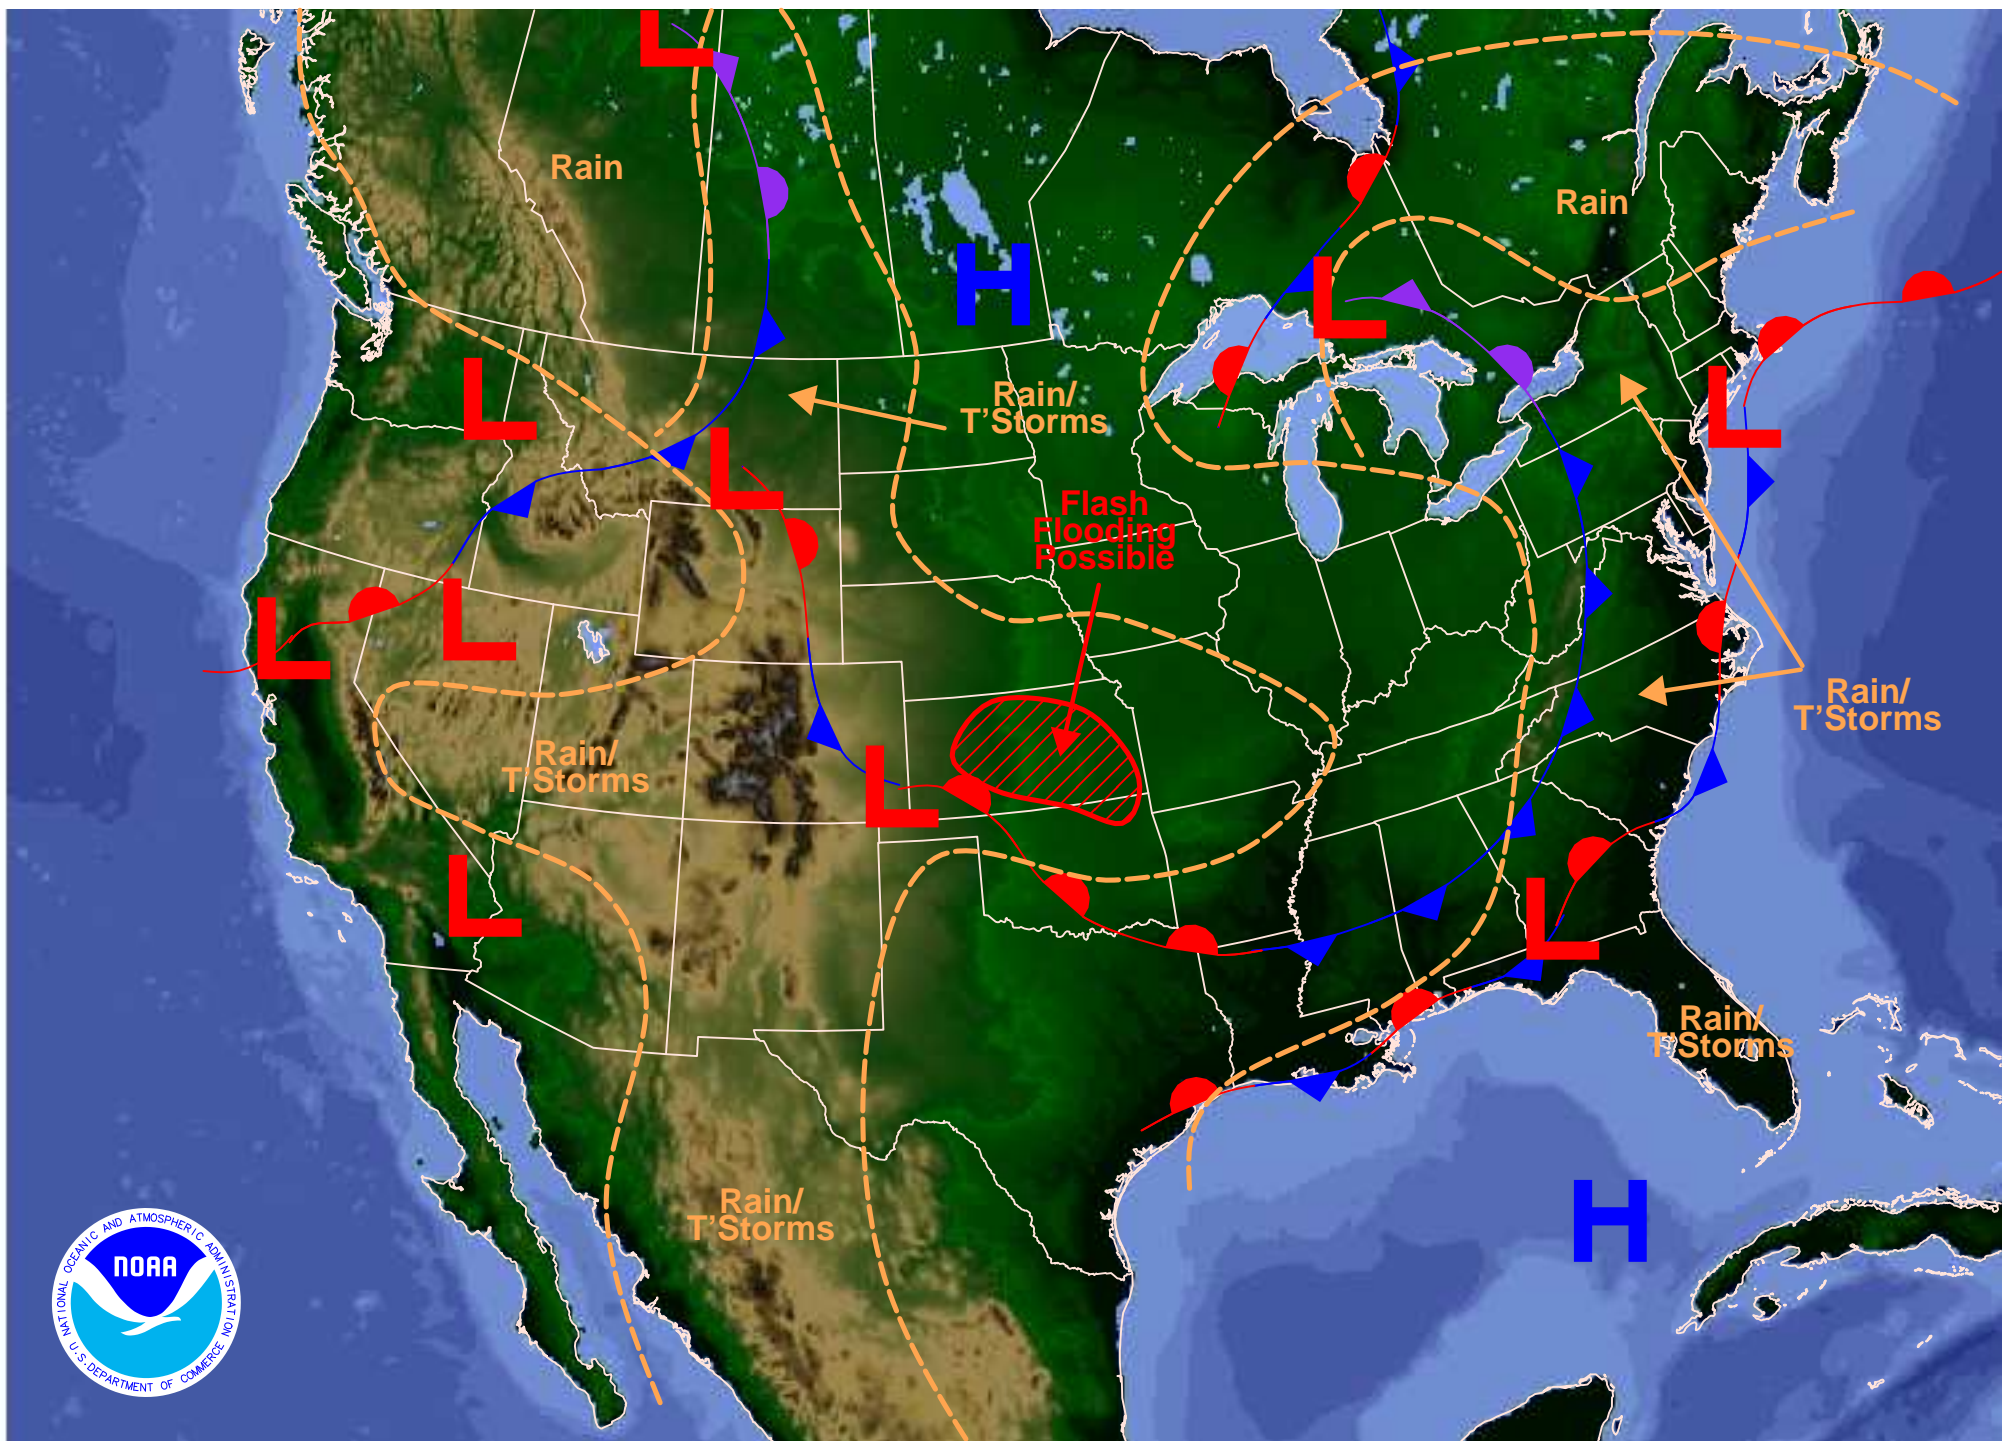 L
Rain
Rain
H
L
L
Rain/
T'Storms
L
L
L
Flash
Flooding
Possible
L
L
Rain/
T'Storms
Rain/
T'Storms
L
L
L
Rain/
T'Storms
Rain/
T'Storms
H
NATIONAL OCEANIC AND ATMOSPHERIC ADMINISTRATION
NOAA
U.S. DEPARTMENT OF COMMERCE